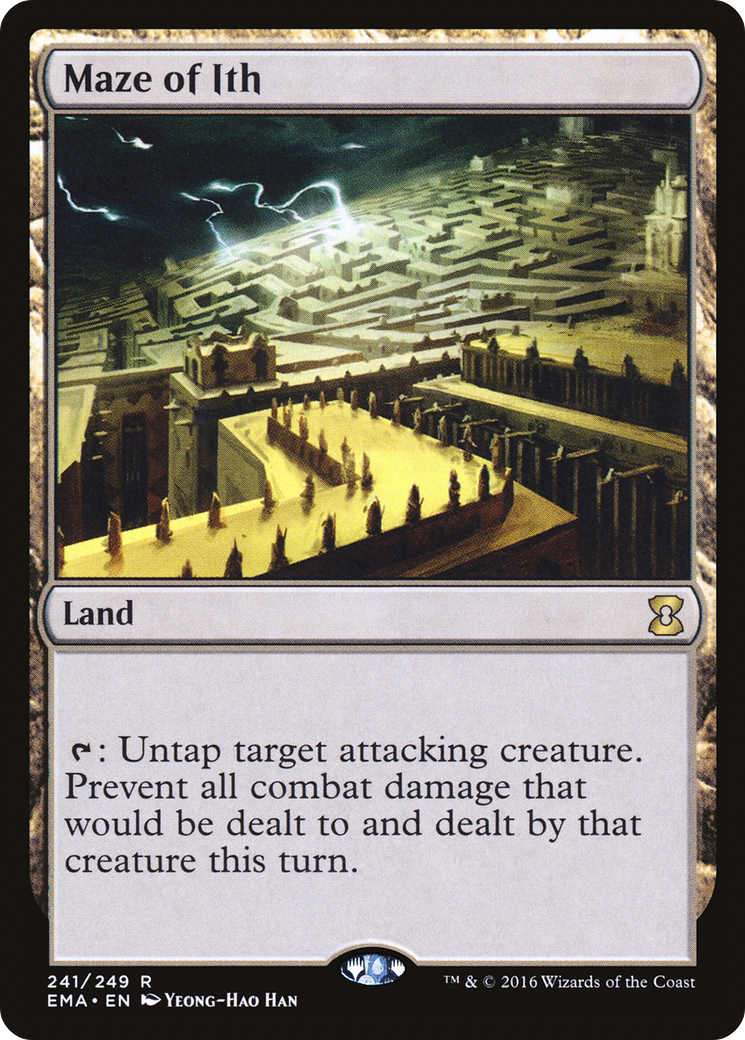 Maze of Ith
Land
: Untap target attacking creature.
Prevent all combat damage that
would be dealt to and dealt by that
creature this turn.
241/249 R
EMA • EN Yeong-Hao Han
™ & © 2016 Wizards of the Coast